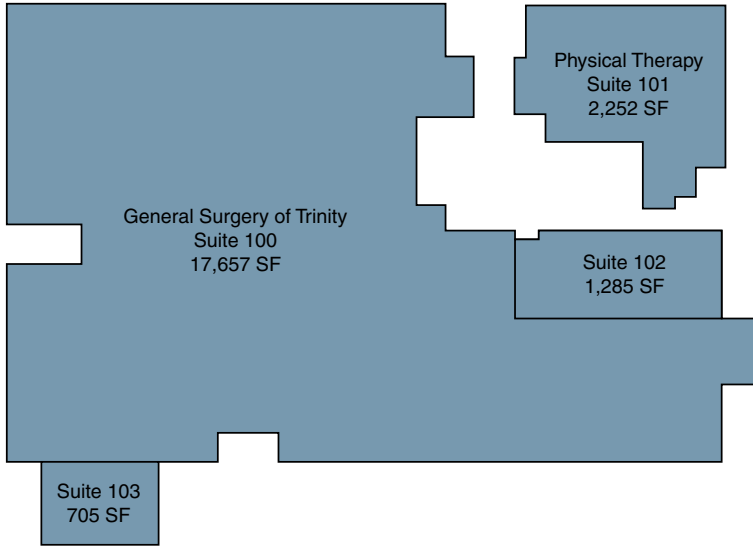 Physical Therapy
Suite 101
2,252 SF
General Surgery of Trinity
Suite 100
17,657 SF
Suite 102
1,285 SF
Suite 103
705 SF